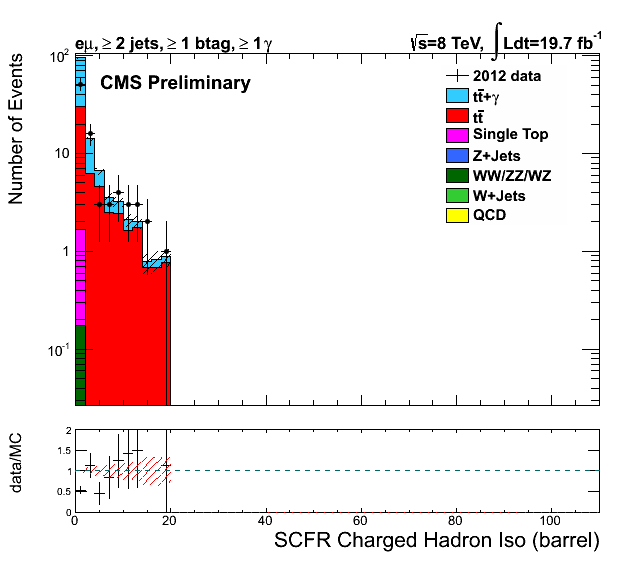 eμ, ≥ 2 jets, ≥ 1 btag, ≥ 1 γ
√s=8 TeV, ∫Ldt=19.7 fb⁻¹
CMS Preliminary
2012 data
tt̄+γ
tt̄
Single Top
Z+Jets
WW/ZZ/WZ
W+Jets
QCD
Number of Events
10²
10
1
10⁻¹
data/MC
2
1.5
1
0.5
0
0 20 40 60 80 100
SCFR Charged Hadron Iso (barrel)